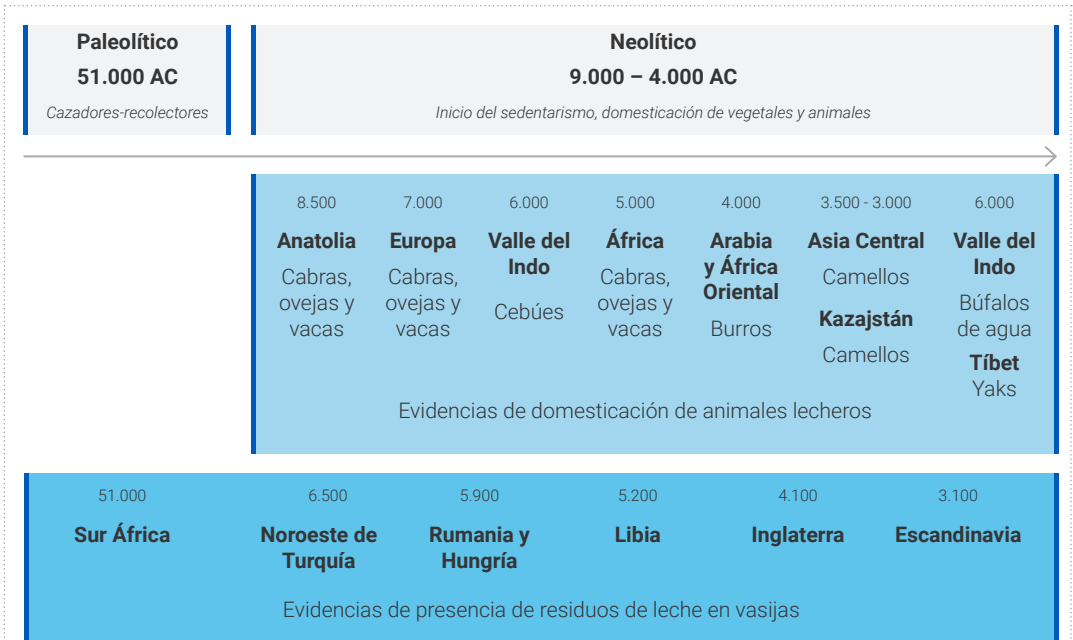 Paleolítico
51.000 AC
Cazadores-recolectores
Neolítico
9.000 – 4.000 AC
Inicio del sedentarismo, domesticación de vegetales y animales
8.500
Anatolia
Cabras,
ovejas y
vacas
7.000
Europa
Cabras,
ovejas y
vacas
6.000
Valle del
Indo
Cebúes
5.000
África
Cabras,
ovejas y
vacas
4.000
Arabia
y África
Oriental
Burros
3.500 - 3.000
Asia Central
Camellos
Kazajstán
Camellos
6.000
Valle del
Indo
Búfalos
de agua
Tíbet
Yaks
Evidencias de domesticación de animales lecheros
51.000
Sur África
6.500
Noroeste de
Turquía
5.900
Rumania y
Hungría
5.200
Libia
4.100
Inglaterra
3.100
Escandinavia
Evidencias de presencia de residuos de leche en vasijas